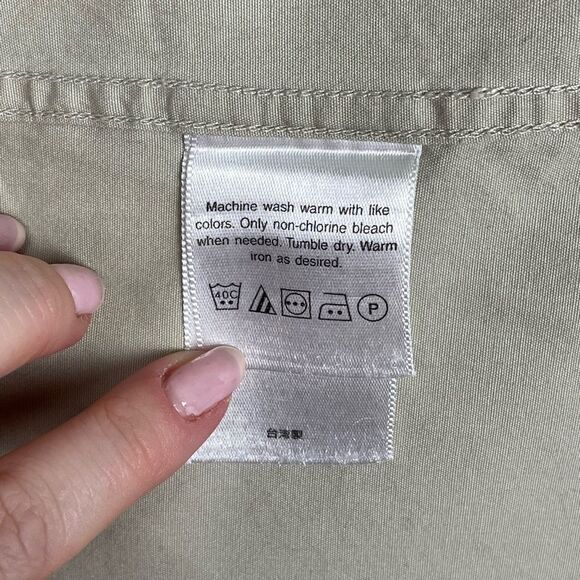 Machine wash warm with like
colors. Only non-chlorine bleach
when needed. Tumble dry. Warm
iron as desired.
40C P
台灣製